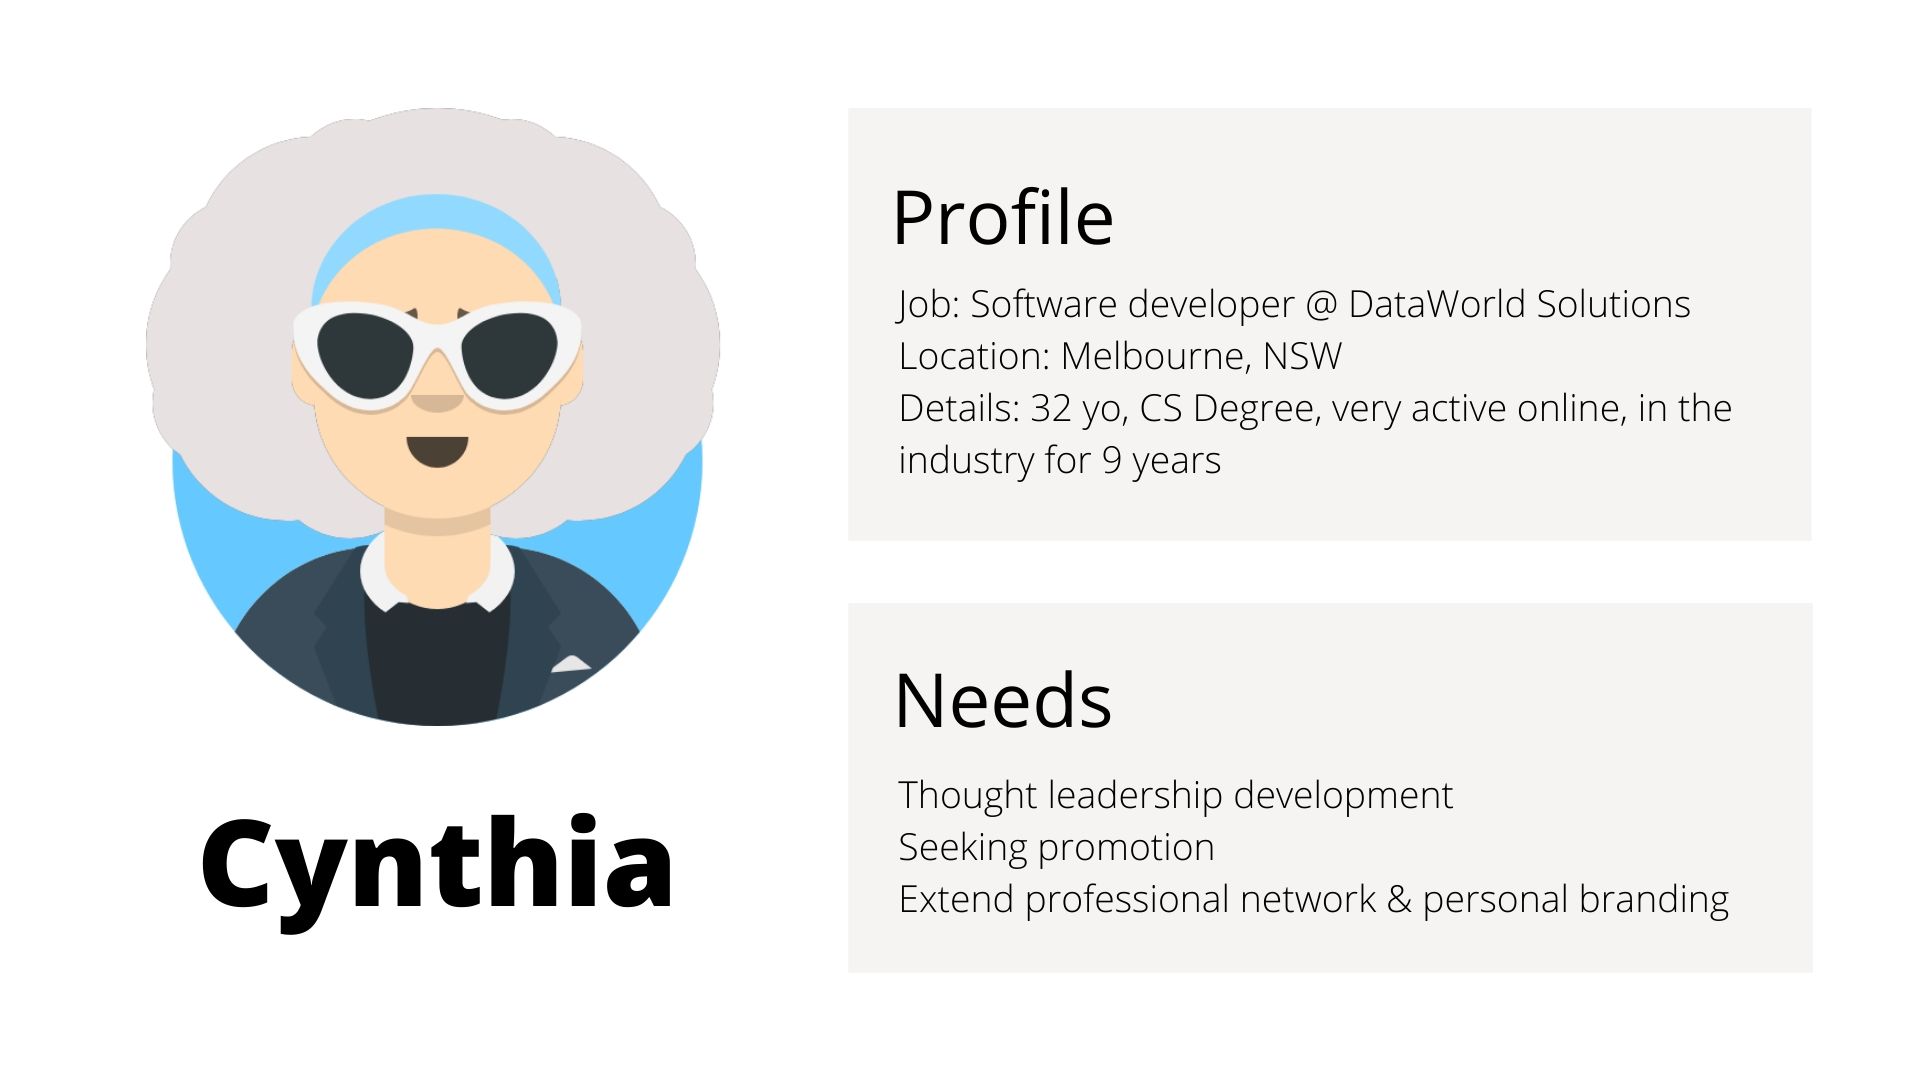 Cynthia
Profile
Job: Software developer @ DataWorld Solutions
Location: Melbourne, NSW
Details: 32 yo, CS Degree, very active online, in the
industry for 9 years
Needs
Thought leadership development
Seeking promotion
Extend professional network & personal branding